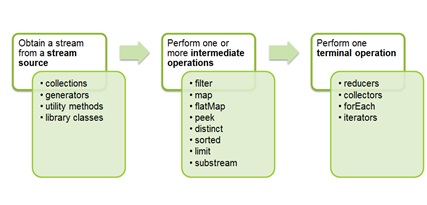 Obtain a stream
from a stream
source
• collections
• generators
• utility methods
• library classes
Perform one or
more intermediate
operations
• filter
• map
• flatMap
• peek
• distinct
• sorted
• limit
• substream
Perform one
terminal operation
• reducers
• collectors
• forEach
• iterators